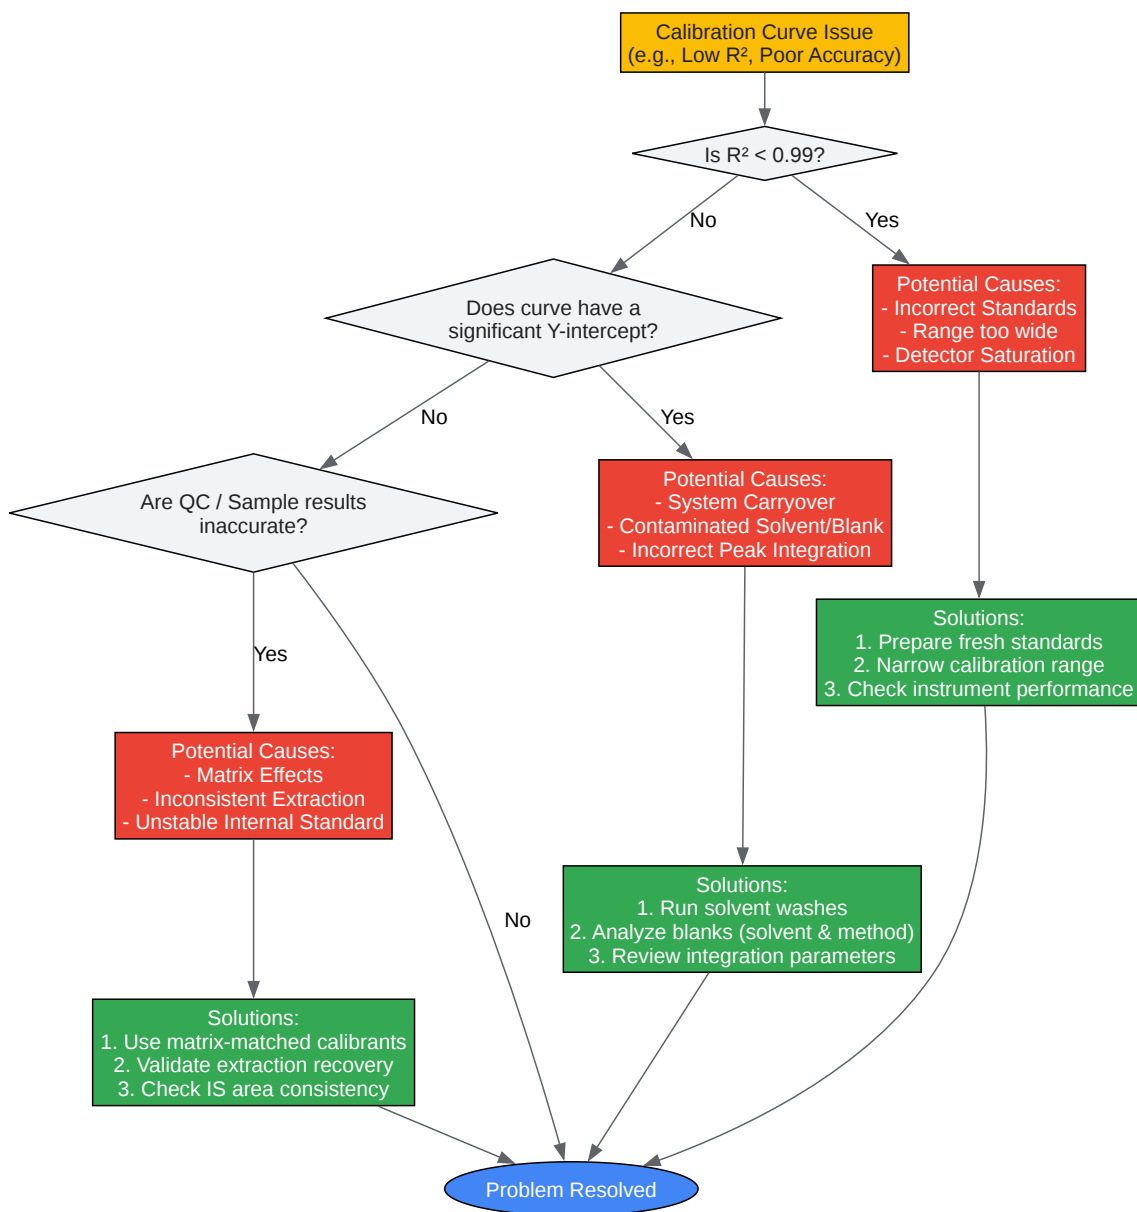 Calibration Curve Issue
(e.g., Low R², Poor Accuracy)
Is R² < 0.99?
No
Yes
Does curve have a
significant Y-intercept?
Potential Causes:
- Incorrect Standards
- Range too wide
- Detector Saturation
No
Yes
Are QC / Sample results
inaccurate?
Potential Causes:
- System Carryover
- Contaminated Solvent/Blank
- Incorrect Peak Integration
Solutions:
1. Prepare fresh standards
2. Narrow calibration range
3. Check instrument performance
Yes
Potential Causes:
- Matrix Effects
- Inconsistent Extraction
- Unstable Internal Standard
No
Solutions:
1. Run solvent washes
2. Analyze blanks (solvent & method)
3. Review integration parameters
Solutions:
1. Use matrix-matched calibrants
2. Validate extraction recovery
3. Check IS area consistency
Problem Resolved